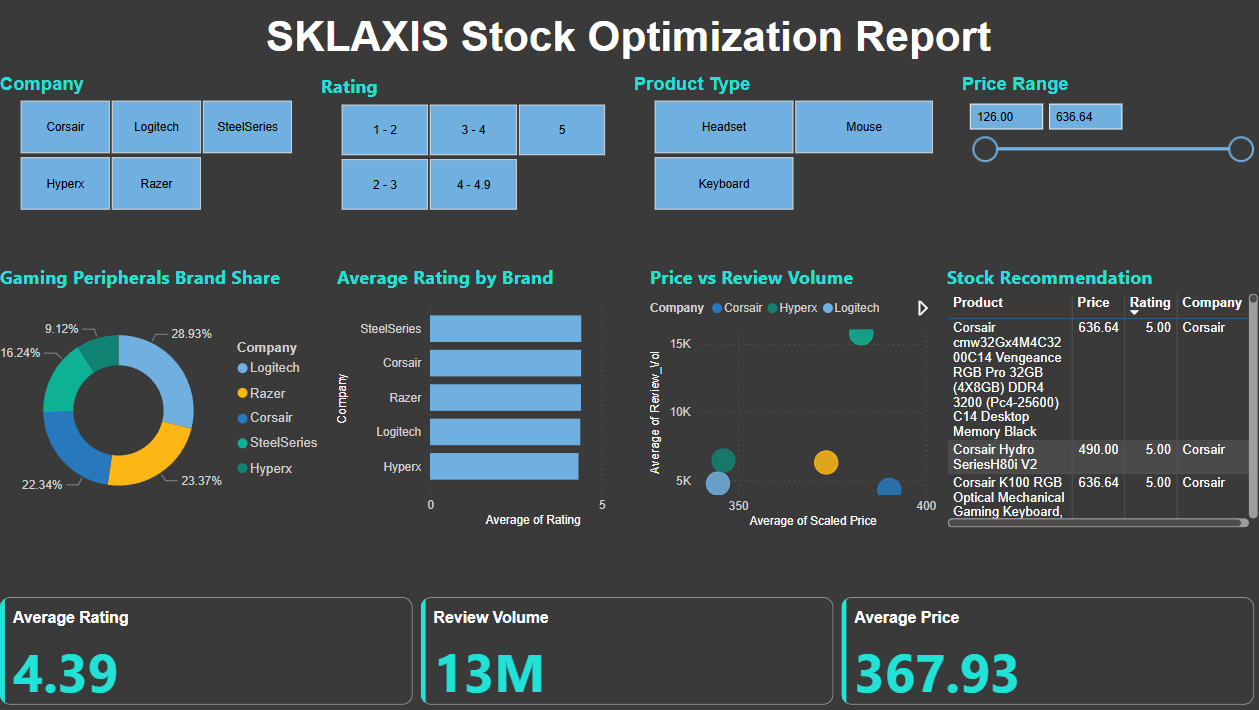 SKLAXIS Stock Optimization Report
Company
Corsair
Logitech
SteelSeries
Hyperx
Razer
Rating
1 - 2
3 - 4
5
2 - 3
4 - 4.9
Product Type
Headset
Mouse
Keyboard
Price Range
126.00
636.64
Gaming Peripherals Brand Share
9.12%
28.93%
16.24%
22.34%
23.37%
Company
Logitech
Razer
Corsair
SteelSeries
Hyperx
Average Rating by Brand
Company
SteelSeries
Corsair
Razer
Logitech
Hyperx
0
5
Average of Rating
Price vs Review Volume
Company Corsair Hyperx Logitech
Average of Review_Vol
15K
10K
5K
350
400
Average of Scaled Price
Stock Recommendation
Product Price Rating Company
Corsair 636.64 5.00 Corsair
cmw32Gx4M4C32
00C14 Vengeance
RGB Pro 32GB
(4X8GB) DDR4
3200 (Pc4-25600)
C14 Desktop
Memory Black
Corsair Hydro 490.00 5.00 Corsair
SeriesH80i V2
Corsair K100 RGB 636.64 5.00 Corsair
Optical Mechanical
Gaming Keyboard,
Average Rating
4.39
Review Volume
13M
Average Price
367.93